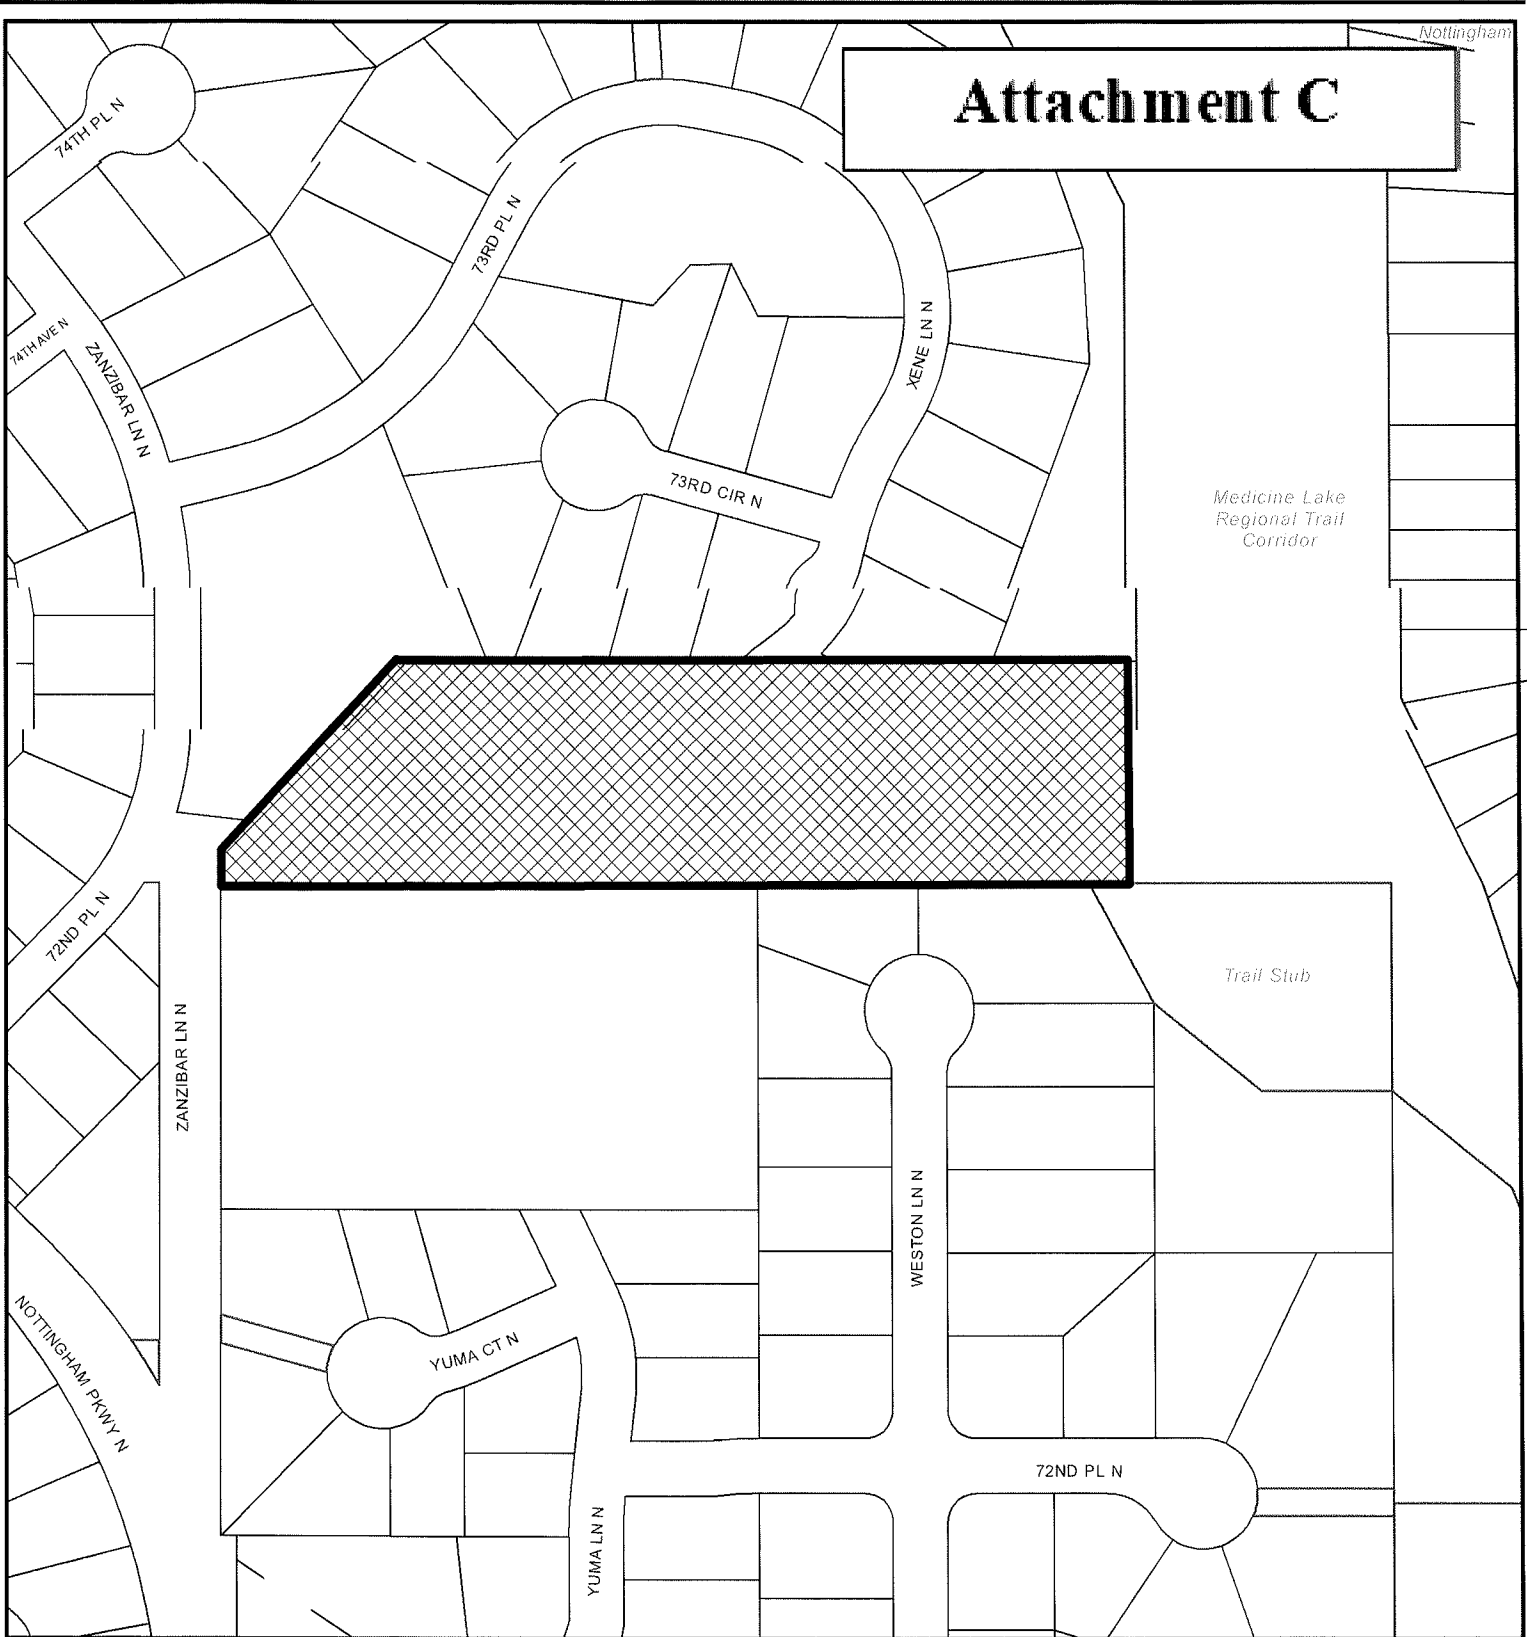 Nottingham
Attachment C
74TH PL N
73RD PL N
74TH AVE N
ZANZIBAR LN N
XENE LN N
73RD CIR N
Medicine Lake
Regional Trail
Corridor
72ND PL N
Trail Stub
ZANZIBAR LN N
WESTON LN N
NOTTINGHAM PKWY N
YUMA CT N
72ND PL N
YUMA LN N